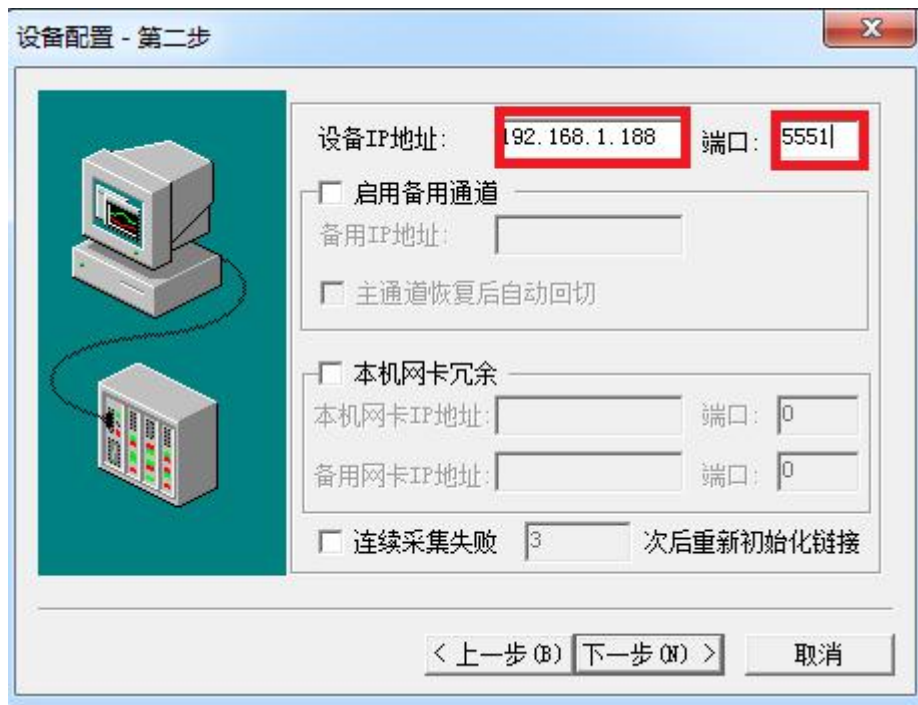 设备配置 - 第二步
设备IP地址: 192.168.1.188 端口: 5551
启用备用通道
备用IP地址:
主通道恢复后自动回切
本机网卡冗余
本机网卡IP地址: 端口: 0
备用网卡IP地址: 端口: 0
连续采集失败 3 次后重新初始化链接
< 上一步(B) 下一步(N) > 取消